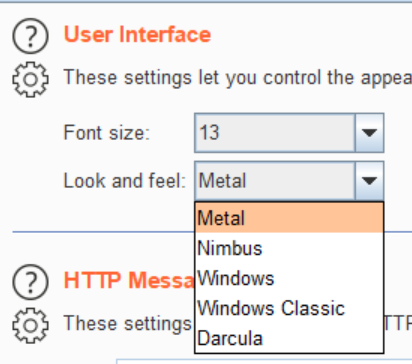 User Interface
These settings let you control the appea
Font size: 13
Look and feel: Metal
Metal
Nimbus
HTTP Messa
Windows
Windows Classic
These settings
Darcula